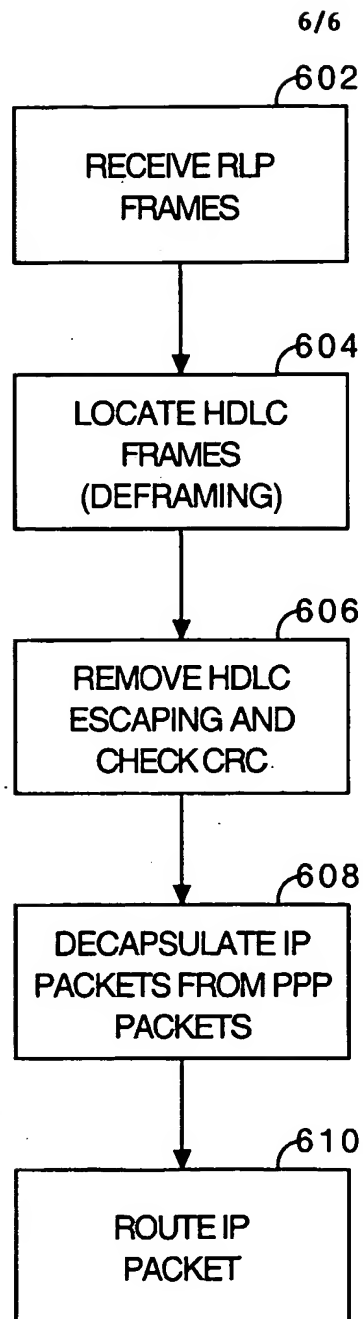 6/6
602
RECEIVE RLP
FRAMES
604
LOCATE HDLC
FRAMES
(DEFRAMING)
606
REMOVE HDLC
ESCAPING AND
CHECK CRC
608
DECAPSULATE IP
PACKETS FROM PPP
PACKETS
610
ROUTE IP
PACKET